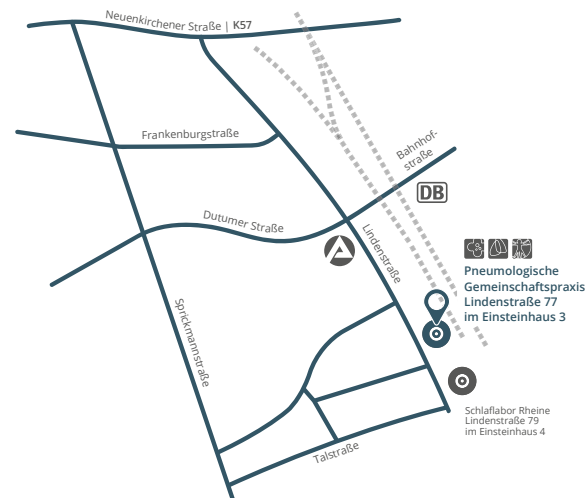 Neuenkirchener Straße | K57
Frankenburgstraße
Bahnhof-
straße
DB
Dutumer Straße
Lindenstraße
Sprickmannstraße
Pneumologische
Gemeinschaftspraxis
Lindenstraße 77
im Einsteinhaus 3
Schlaflabor Rheine
Lindenstraße 79
im Einsteinhaus 4
Talstraße